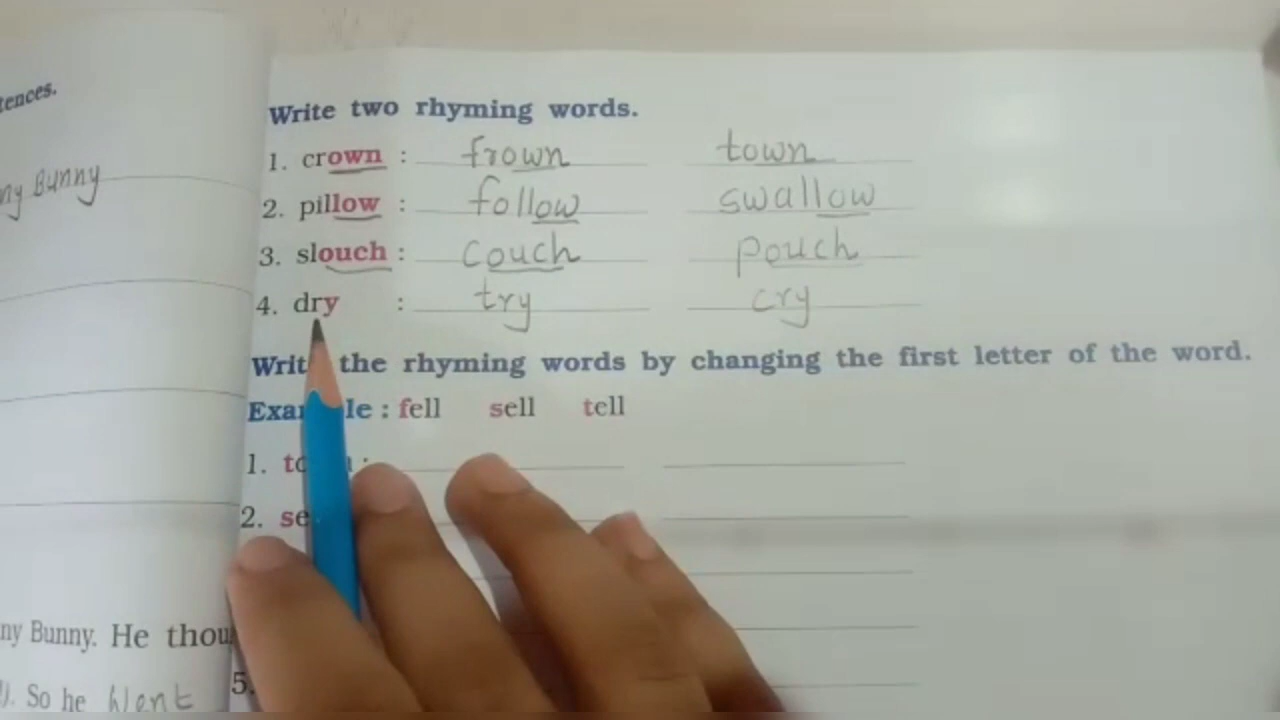 tences.
ny Bunny
Write two rhyming words.
1. crown : frown town
2. pillow : follow swallow
3. slouch : couch pouch
4. dry : try cry
the rhyming words by changing the first letter of the word.
Example : fell sell tell
1.
2. se
ny Bunny. He thou
). So he Went
5.